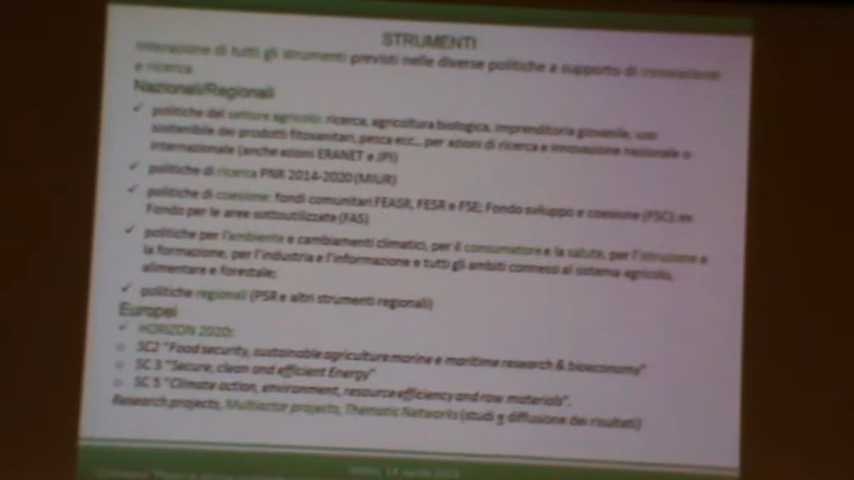 STRUMENTI
Interazione di tutti gli strumenti previsti nelle diverse politiche a supporto di innovazione
e ricerca
Nazionali/Regionali
✓ politiche del settore agricolo: ricerca, agricoltura biologica, imprenditoria giovenile, uso
sostenibile dei prodotti fitosanitari, pesca ecc.. per azioni di ricerca e innovazione nazionale o
internazionale (anche azioni ERANET e JPI)
✓ politiche di ricerca PNR 2014-2020 (MIUR)
✓ politiche di coesione: fondi comunitari FEASR, FESR e FSE; Fondo sviluppo e coesione (FSC) ex
Fondo per le aree sottoutilizzate (FAS)
✓ politiche per l'ambiente e cambiamenti climatici, per il consumatore e la salute, per l'istruzione e
la formazione, per l'industria e l'informazione e tutti gli ambiti connessi al sistema agricolo,
alimentare e forestale;
✓ politiche regionali (PSR e altri strumenti regionali)
Europei
✓ HORIZON 2020:
o SC2 "Food security, sustainable agriculture marine e maritime research & bioeconomy"
o SC 3 "Secure, clean and efficient Energy"
o SC 5 "Climate action, environment, resource efficiency and raw materials".
Research projects, Multiactor projects, Thematic Networks (studi e diffusione dei risultati)